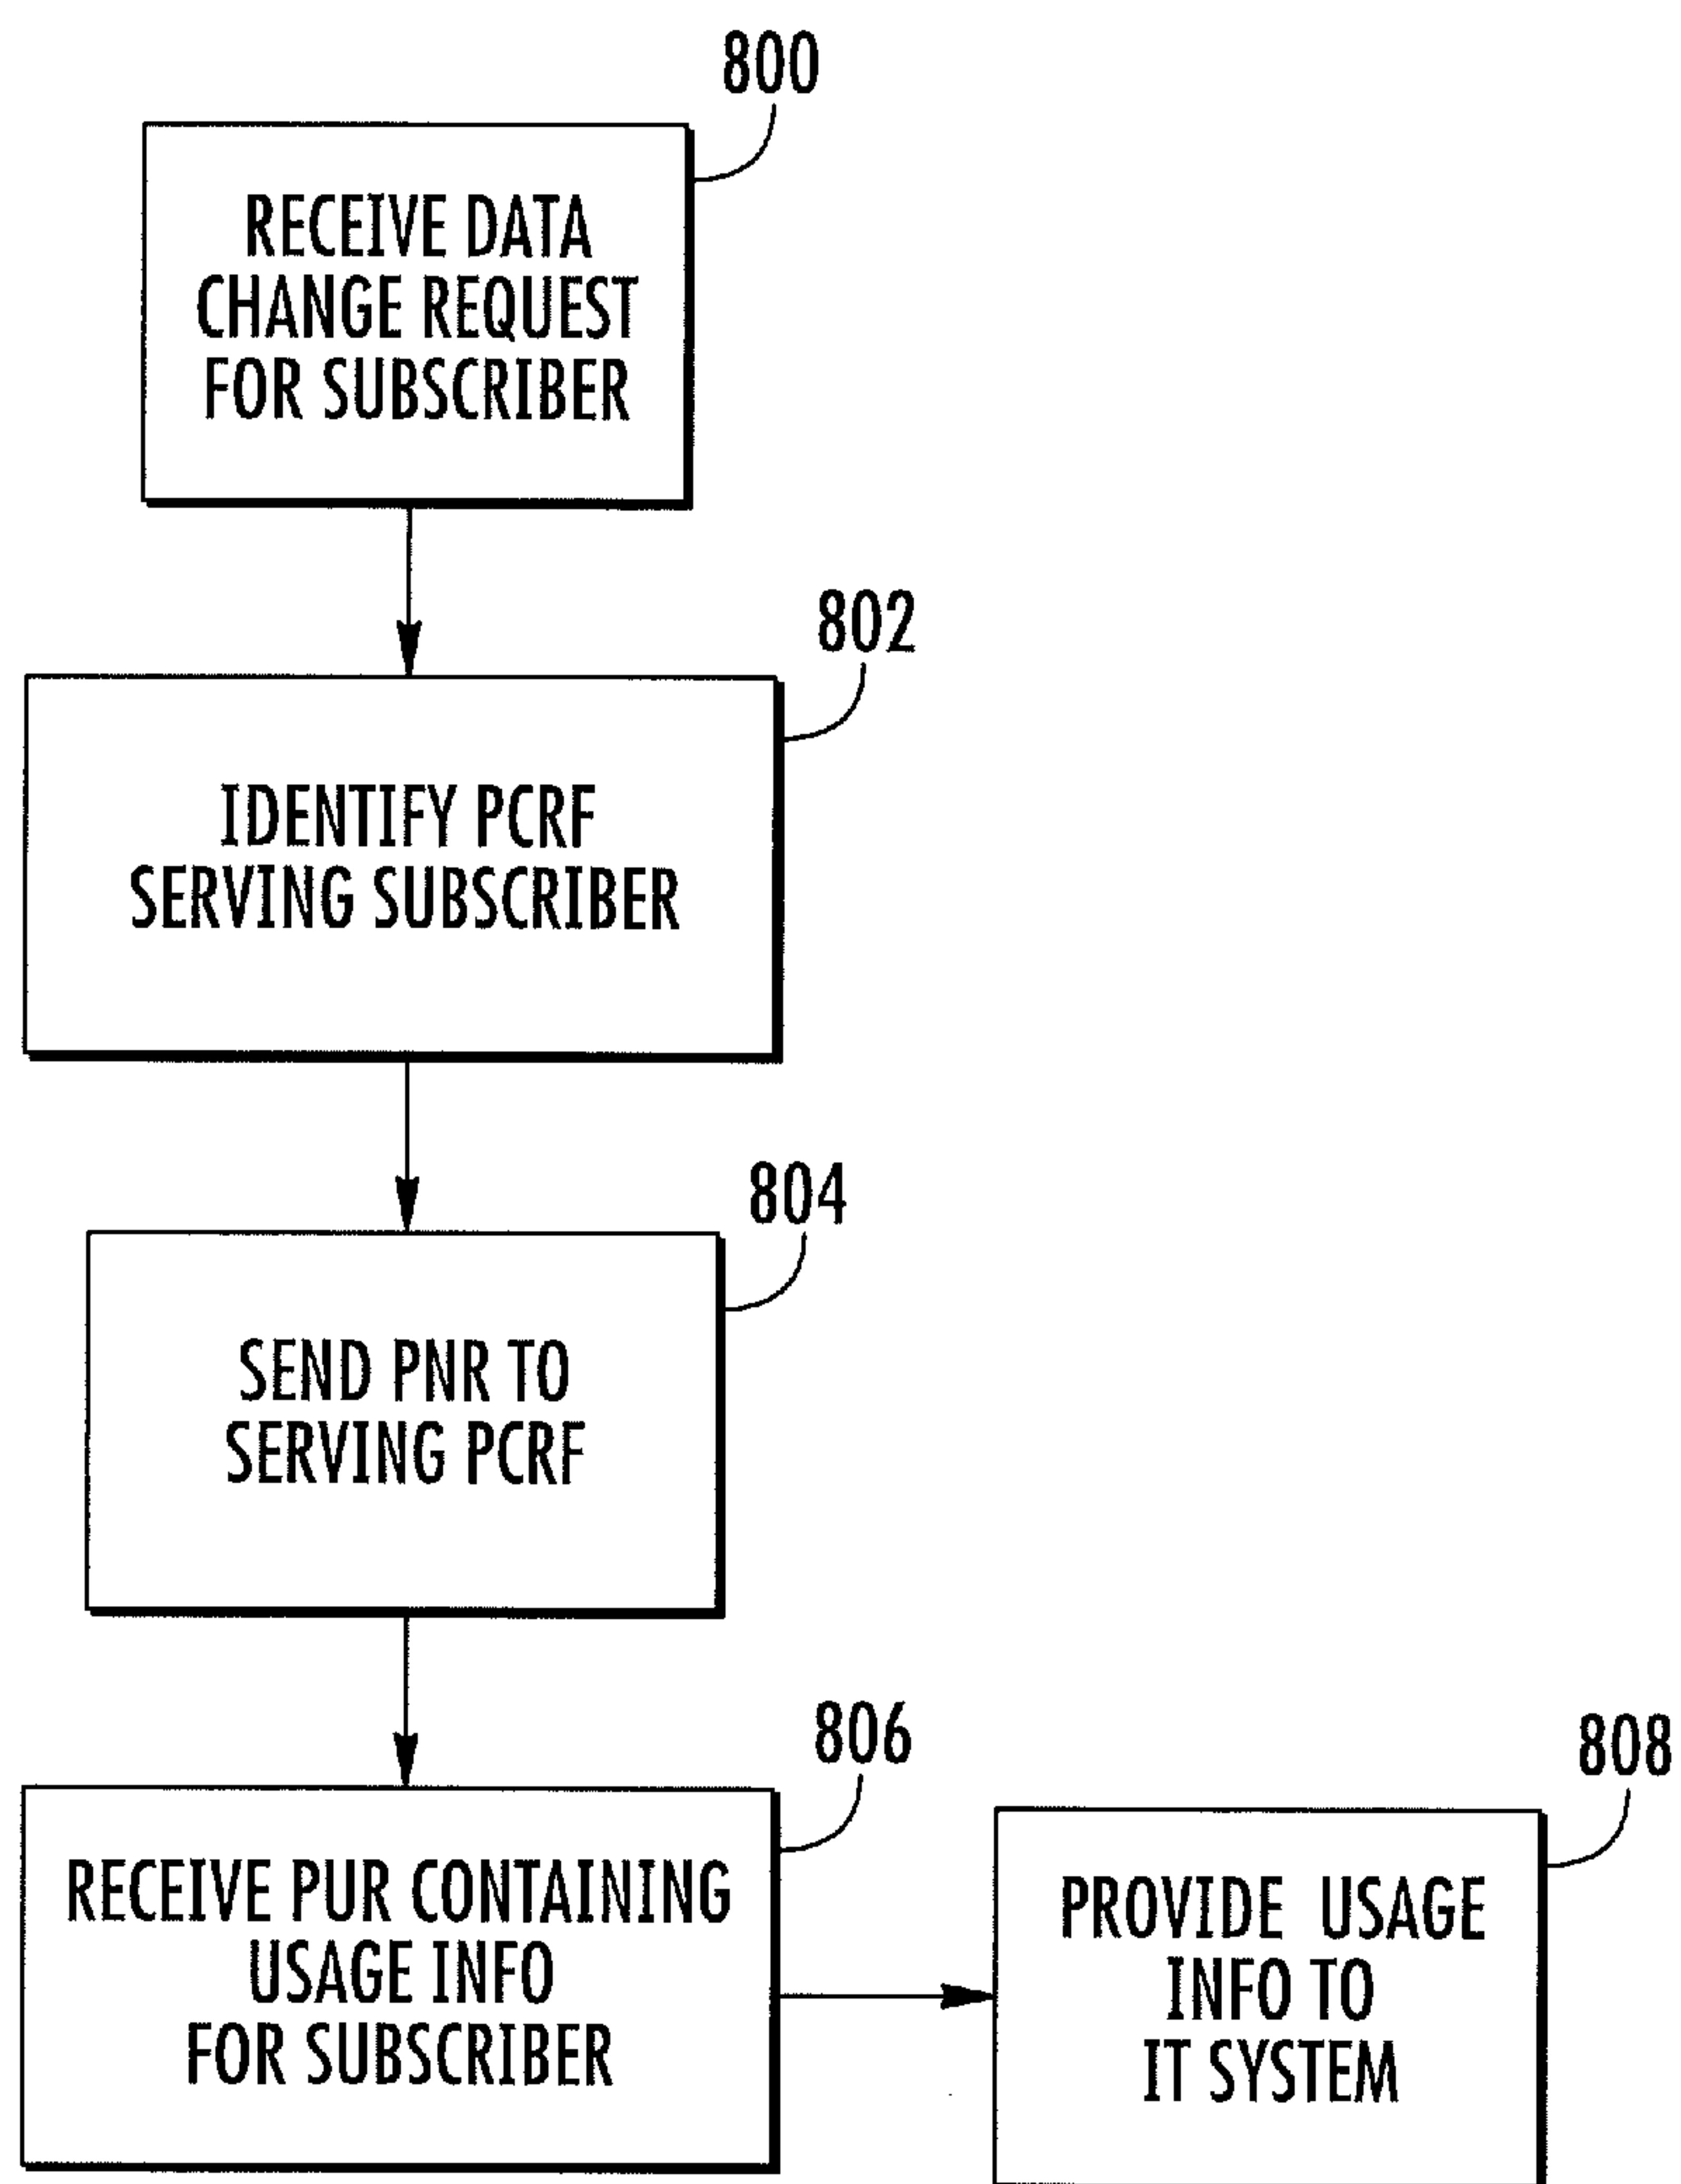 800
RECEIVE DATA
CHANGE REQUEST
FOR SUBSCRIBER
802
IDENTIFY PCRF
SERVING SUBSCRIBER
804
SEND PNR TO
SERVING PCRF
806
RECEIVE PUR CONTAINING
USAGE INFO
FOR SUBSCRIBER
808
PROVIDE USAGE
INFO TO
IT SYSTEM